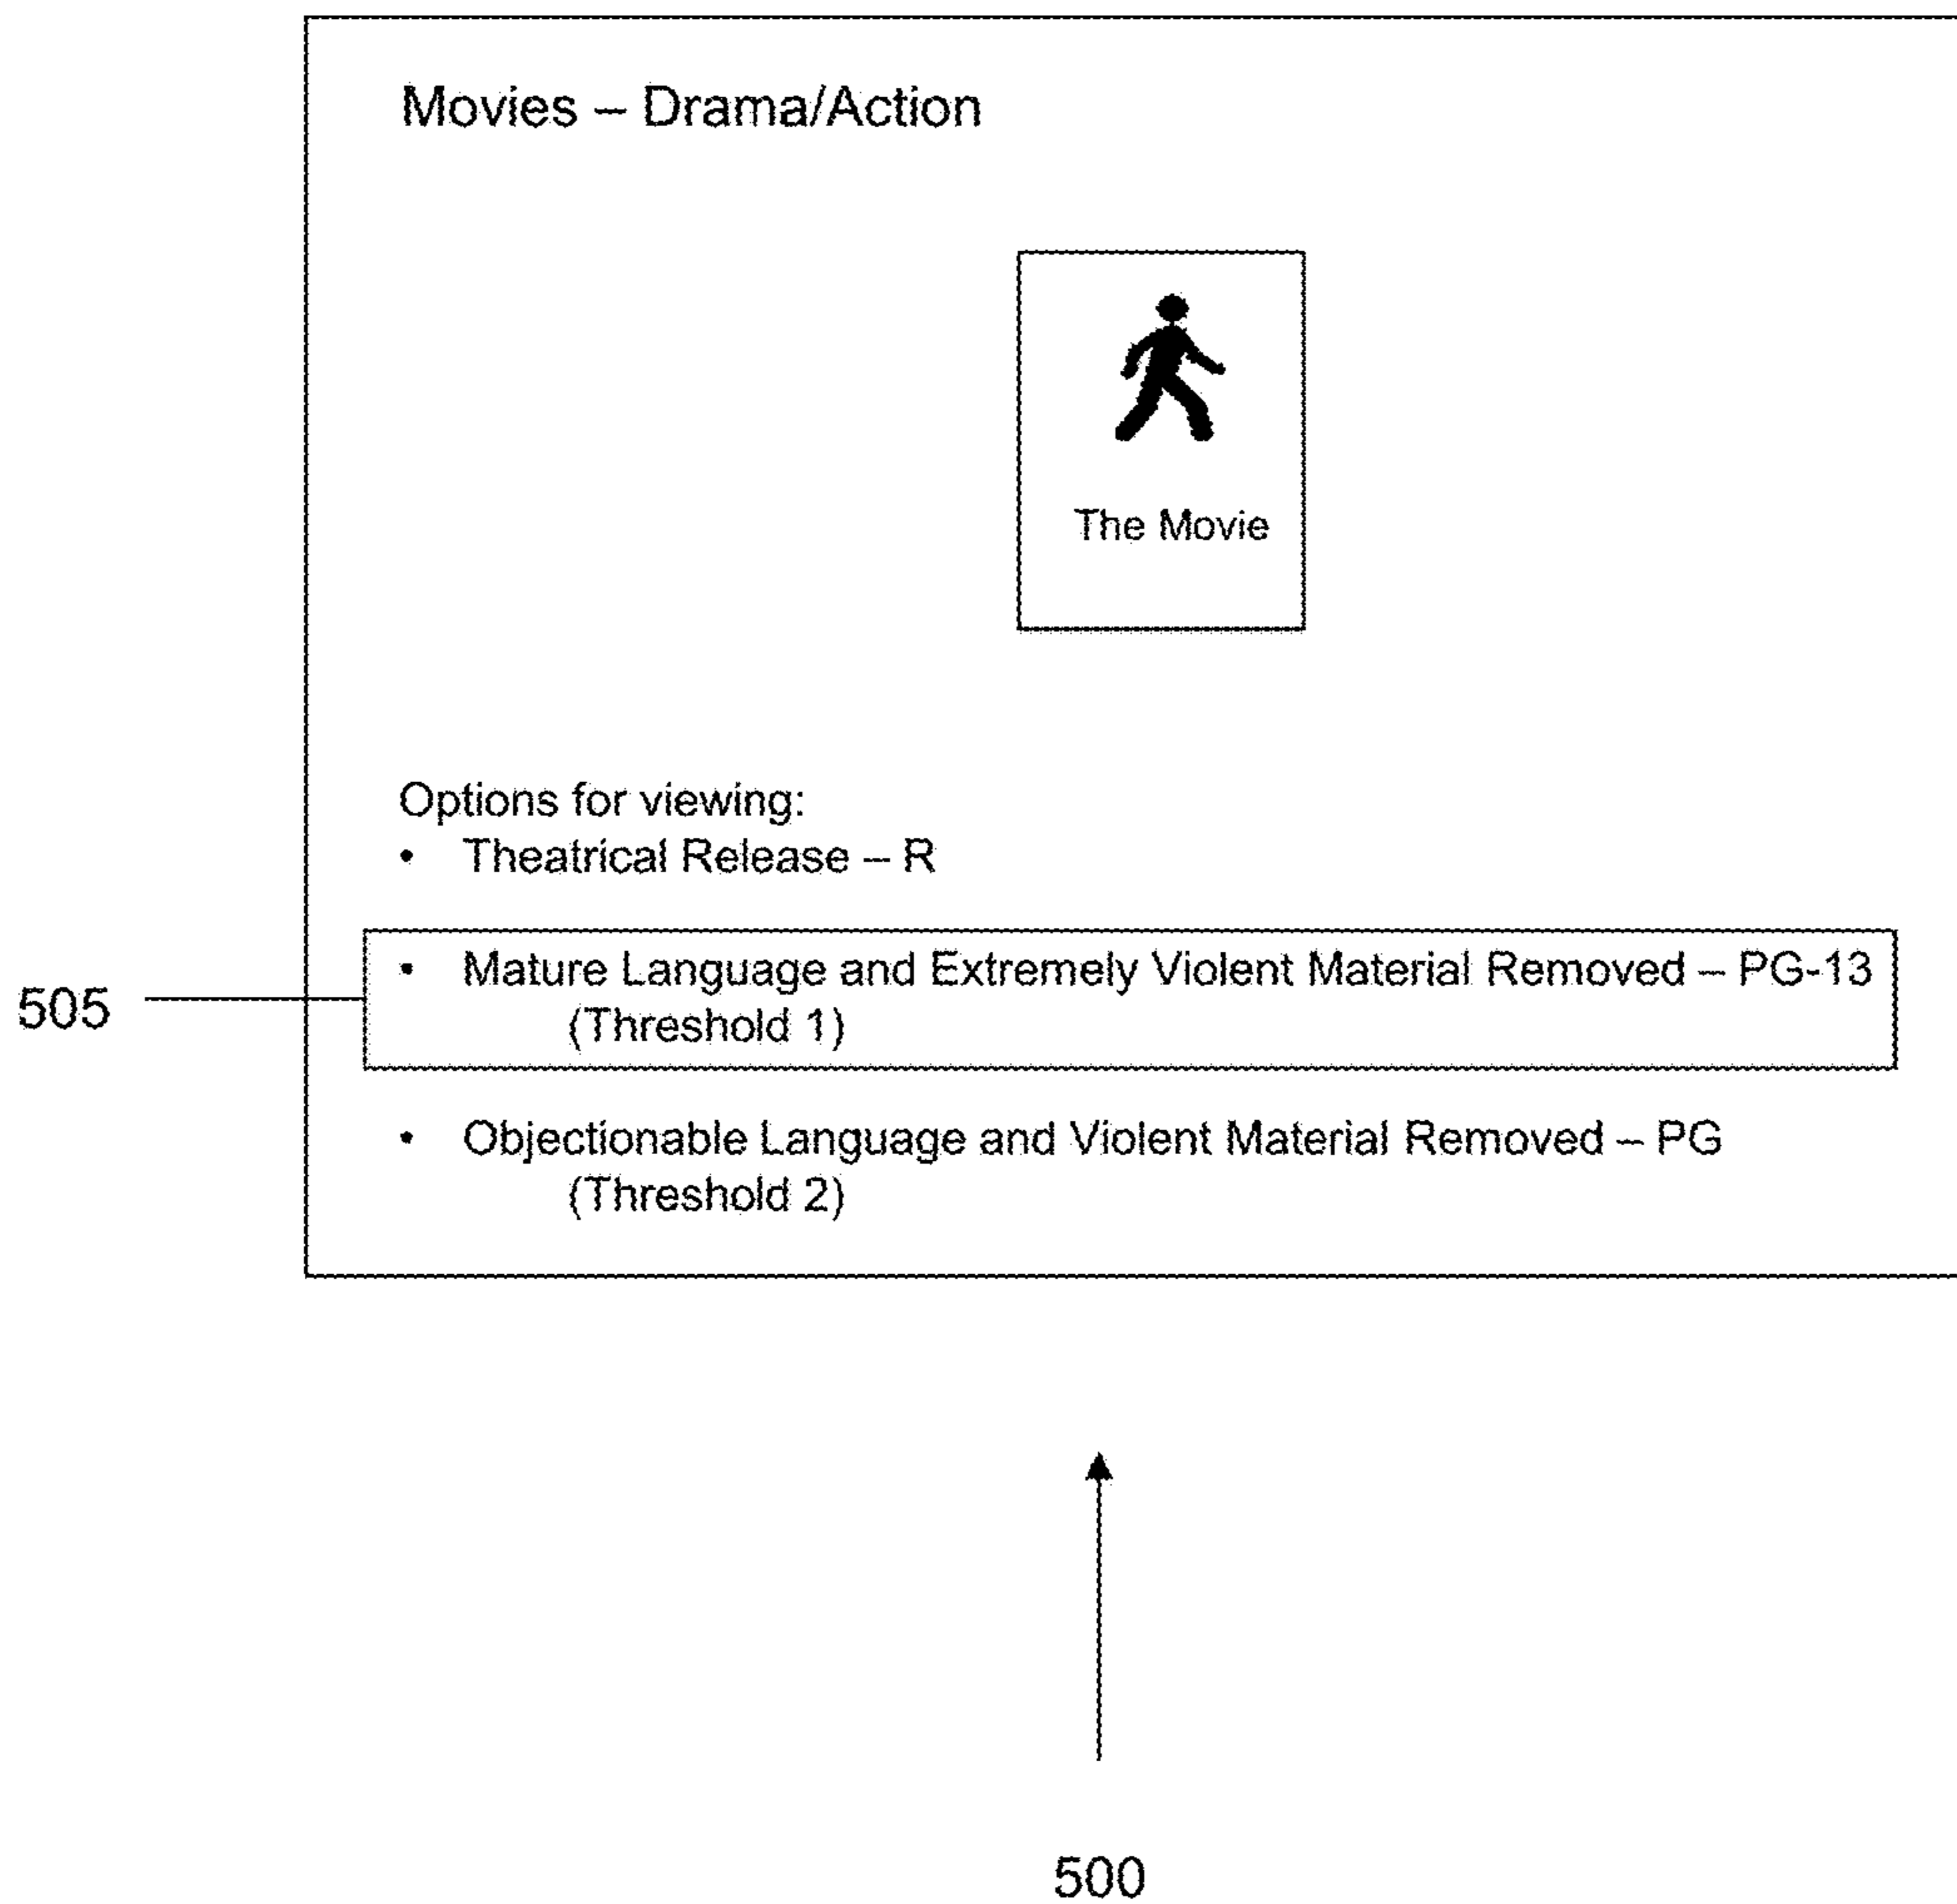 Movies – Drama/Action
The Movie
Options for viewing:
• Theatrical Release – R
• Mature Language and Extremely Violent Material Removed – PG-13
(Threshold 1)
505
• Objectionable Language and Violent Material Removed – PG
(Threshold 2)
500